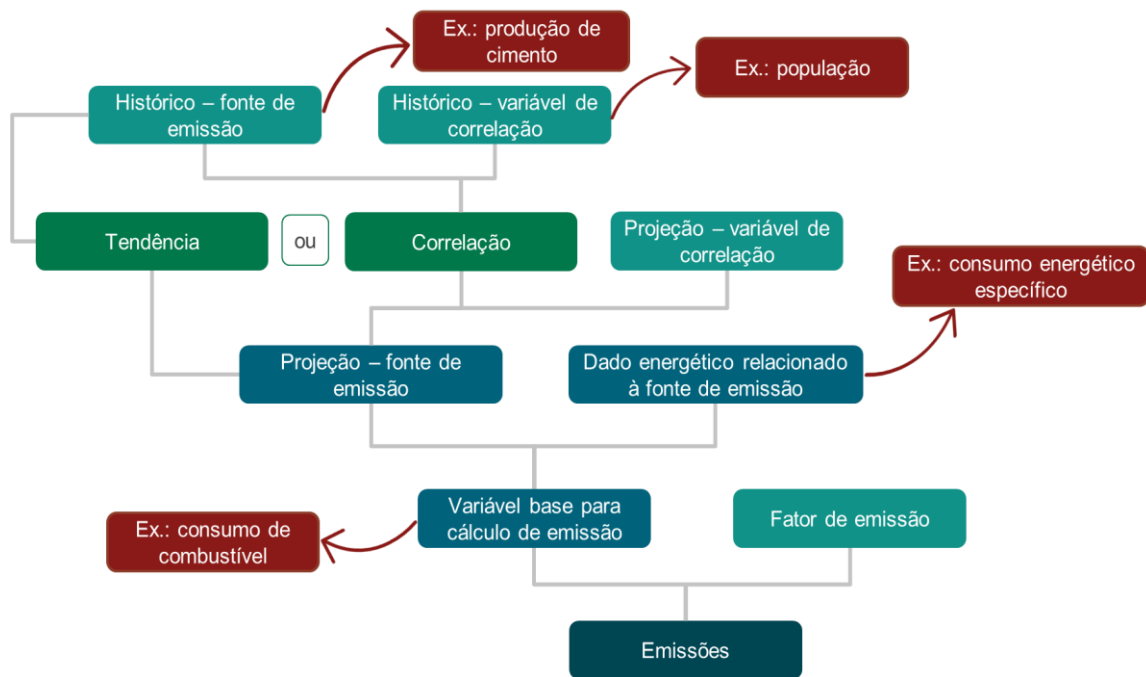 Ex.: produção de
cimento
Ex.: população
Histórico – fonte de
emissão
Histórico – variável de
correlação
Tendência
ou
Correlação
Projeção – variável de
correlação
Ex.: consumo energético
específico
Projeção – fonte de
emissão
Dado energético relacionado
à fonte de emissão
Ex.: consumo de
combustível
Variável base para
cálculo de emissão
Fator de emissão
Emissões